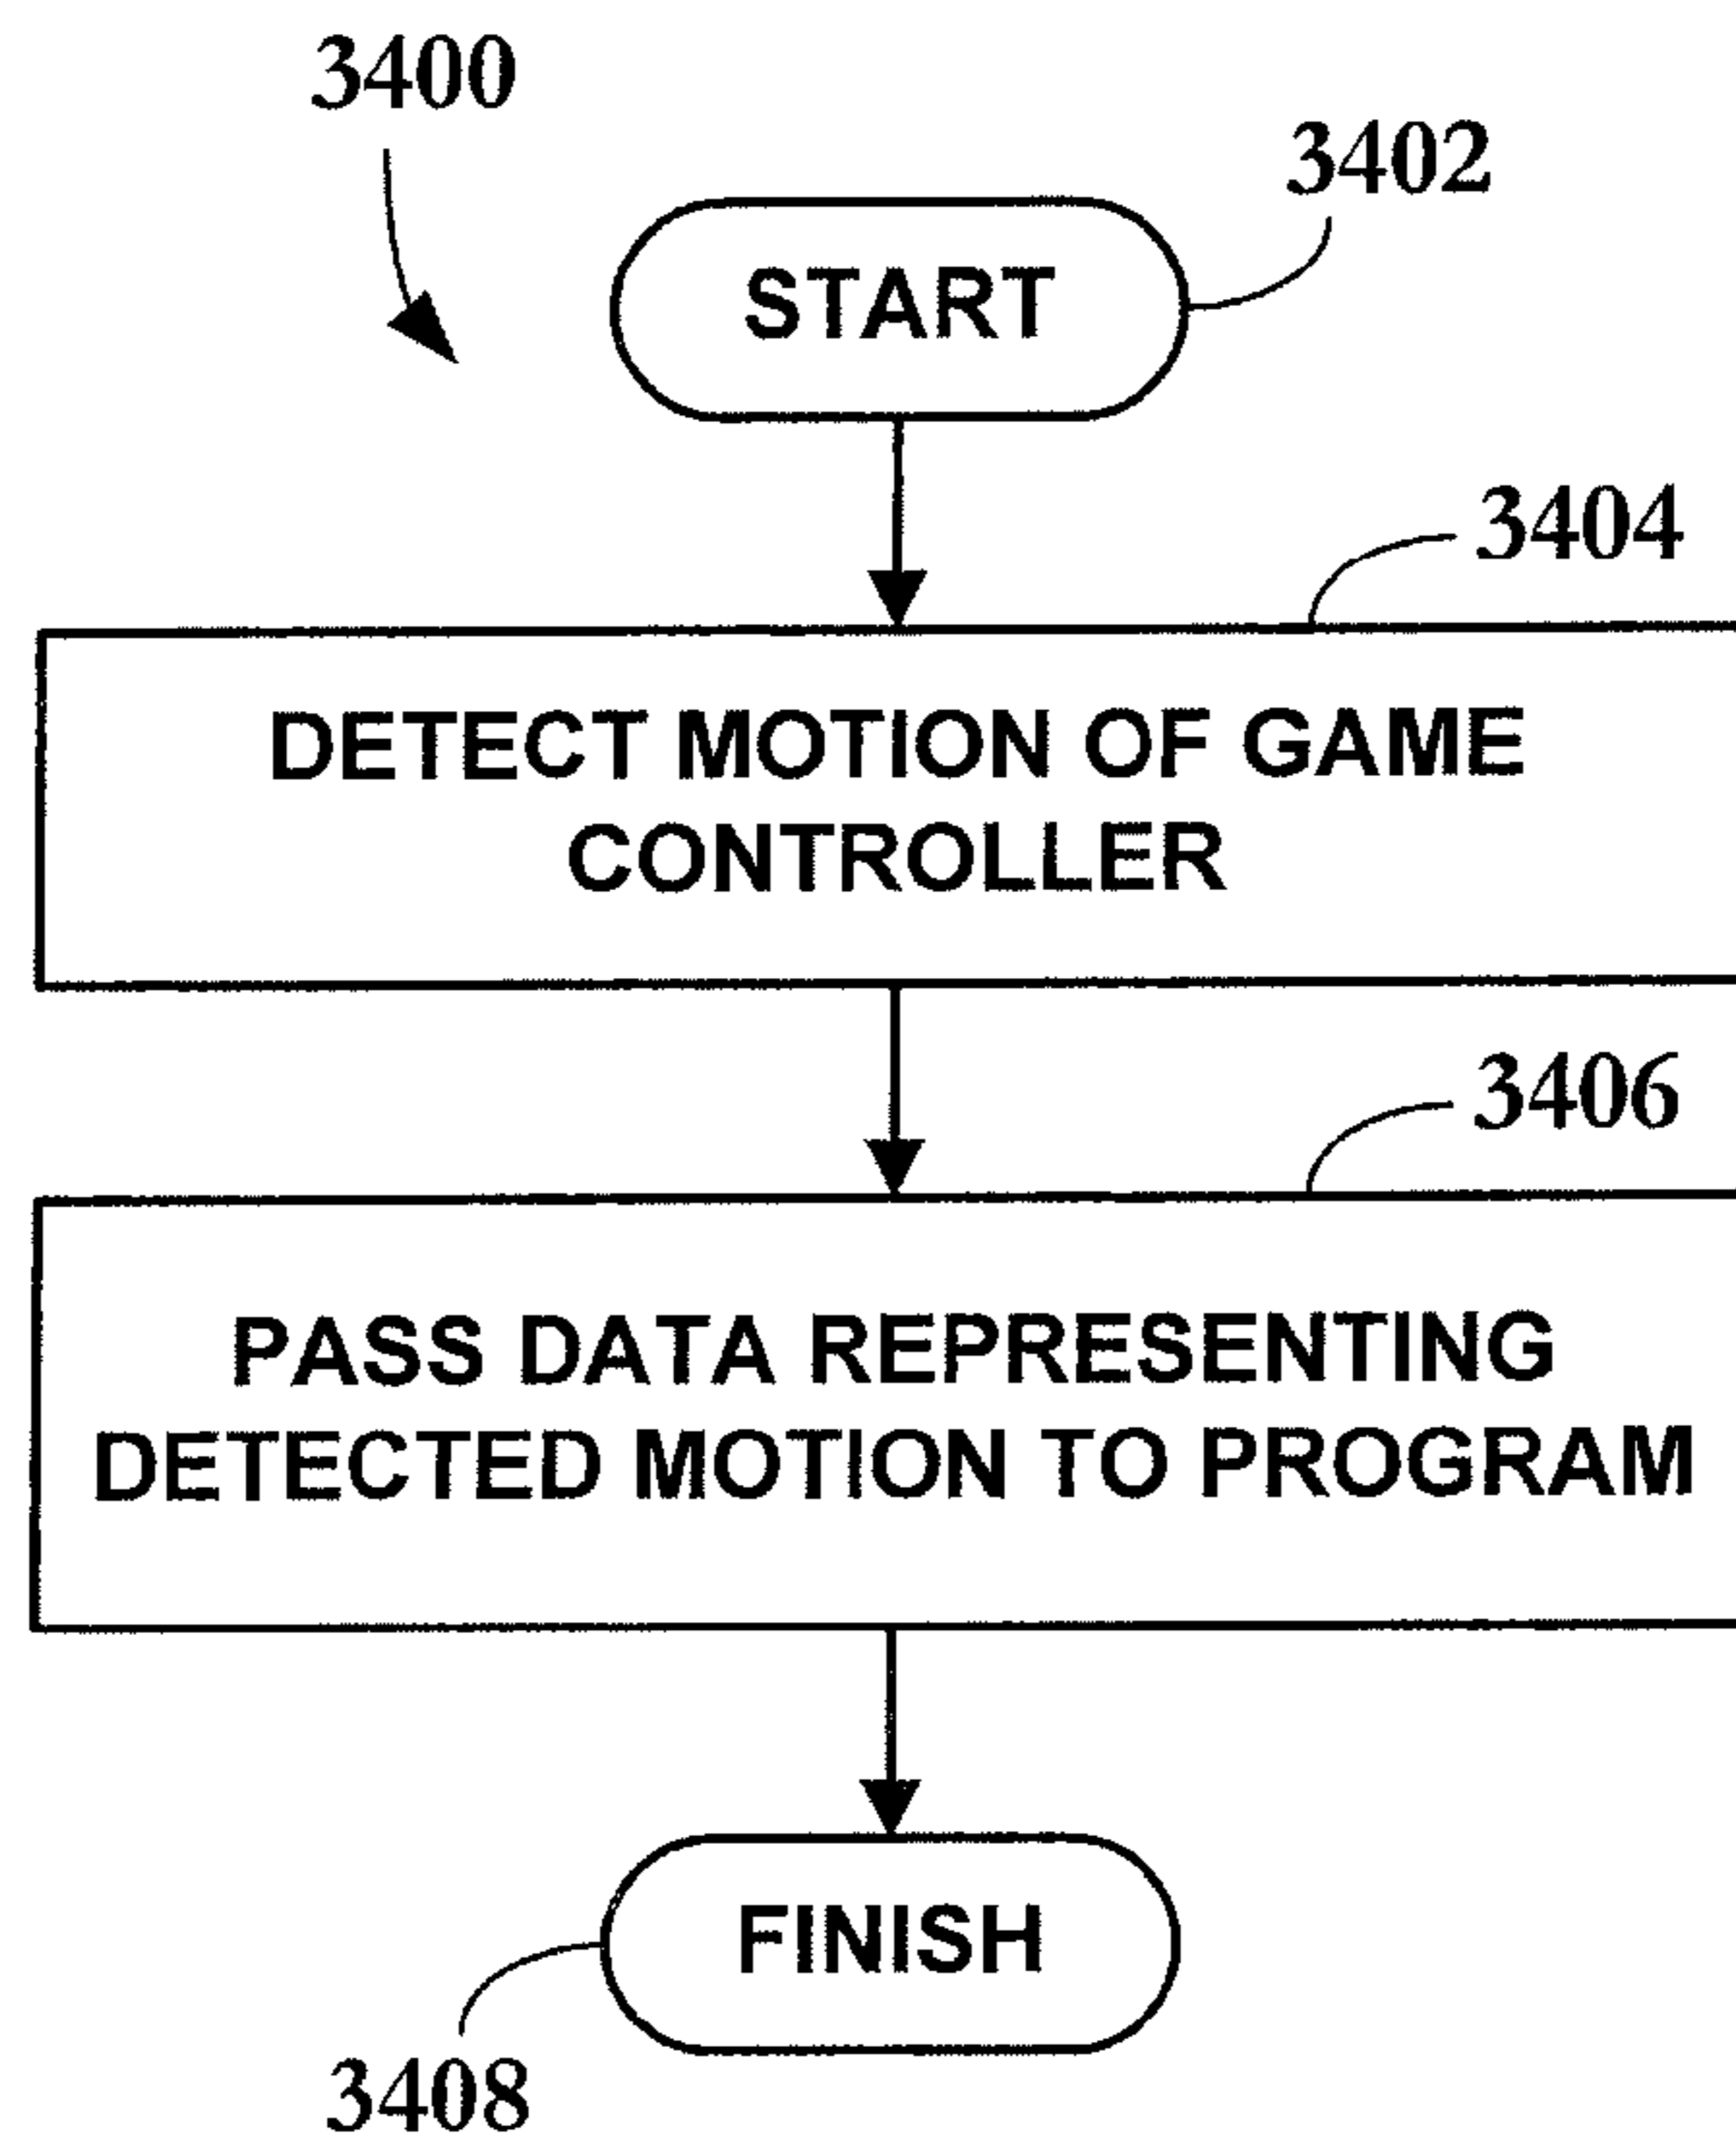 3400
3402
START
3404
DETECT MOTION OF GAME
CONTROLLER
3406
PASS DATA REPRESENTING
DETECTED MOTION TO PROGRAM
FINISH
3408